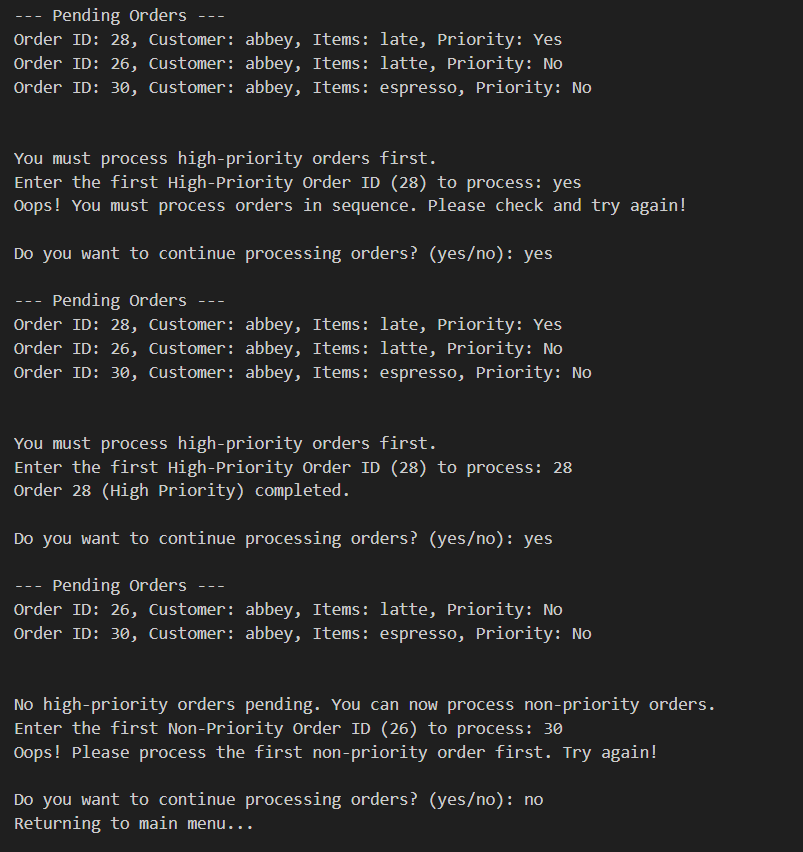 --- Pending Orders ---
Order ID: 28, Customer: abbey, Items: late, Priority: Yes
Order ID: 26, Customer: abbey, Items: latte, Priority: No
Order ID: 30, Customer: abbey, Items: espresso, Priority: No
You must process high-priority orders first.
Enter the first High-Priority Order ID (28) to process: yes
Oops! You must process orders in sequence. Please check and try again!
Do you want to continue processing orders? (yes/no): yes
--- Pending Orders ---
Order ID: 28, Customer: abbey, Items: late, Priority: Yes
Order ID: 26, Customer: abbey, Items: latte, Priority: No
Order ID: 30, Customer: abbey, Items: espresso, Priority: No
You must process high-priority orders first.
Enter the first High-Priority Order ID (28) to process: 28
Order 28 (High Priority) completed.
Do you want to continue processing orders? (yes/no): yes
--- Pending Orders ---
Order ID: 26, Customer: abbey, Items: latte, Priority: No
Order ID: 30, Customer: abbey, Items: espresso, Priority: No
No high-priority orders pending. You can now process non-priority orders.
Enter the first Non-Priority Order ID (26) to process: 30
Oops! Please process the first non-priority order first. Try again!
Do you want to continue processing orders? (yes/no): no
Returning to main menu...